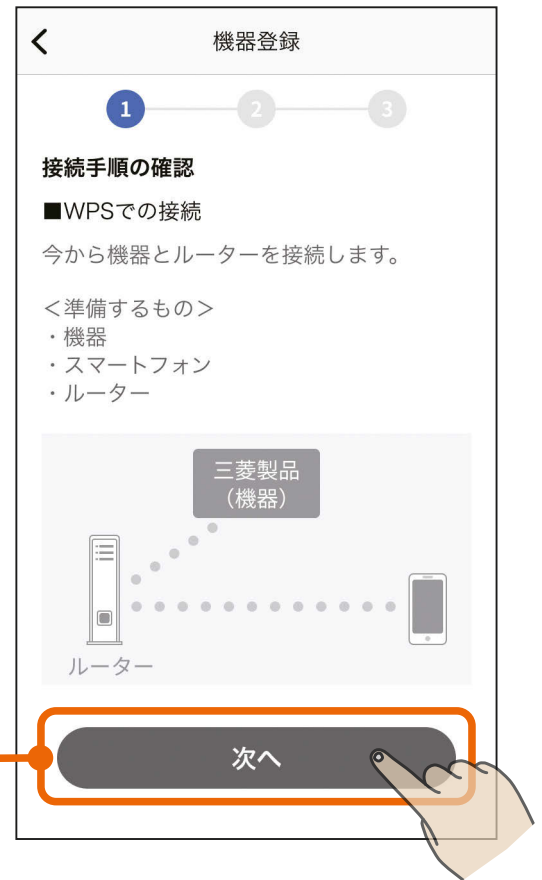 機器登録
1 2 3
接続手順の確認
■WPSでの接続
今から機器とルーターを接続します。
＜準備するもの＞
・機器
・スマートフォン
・ルーター
三菱製品
（機器）
ルーター
次へ